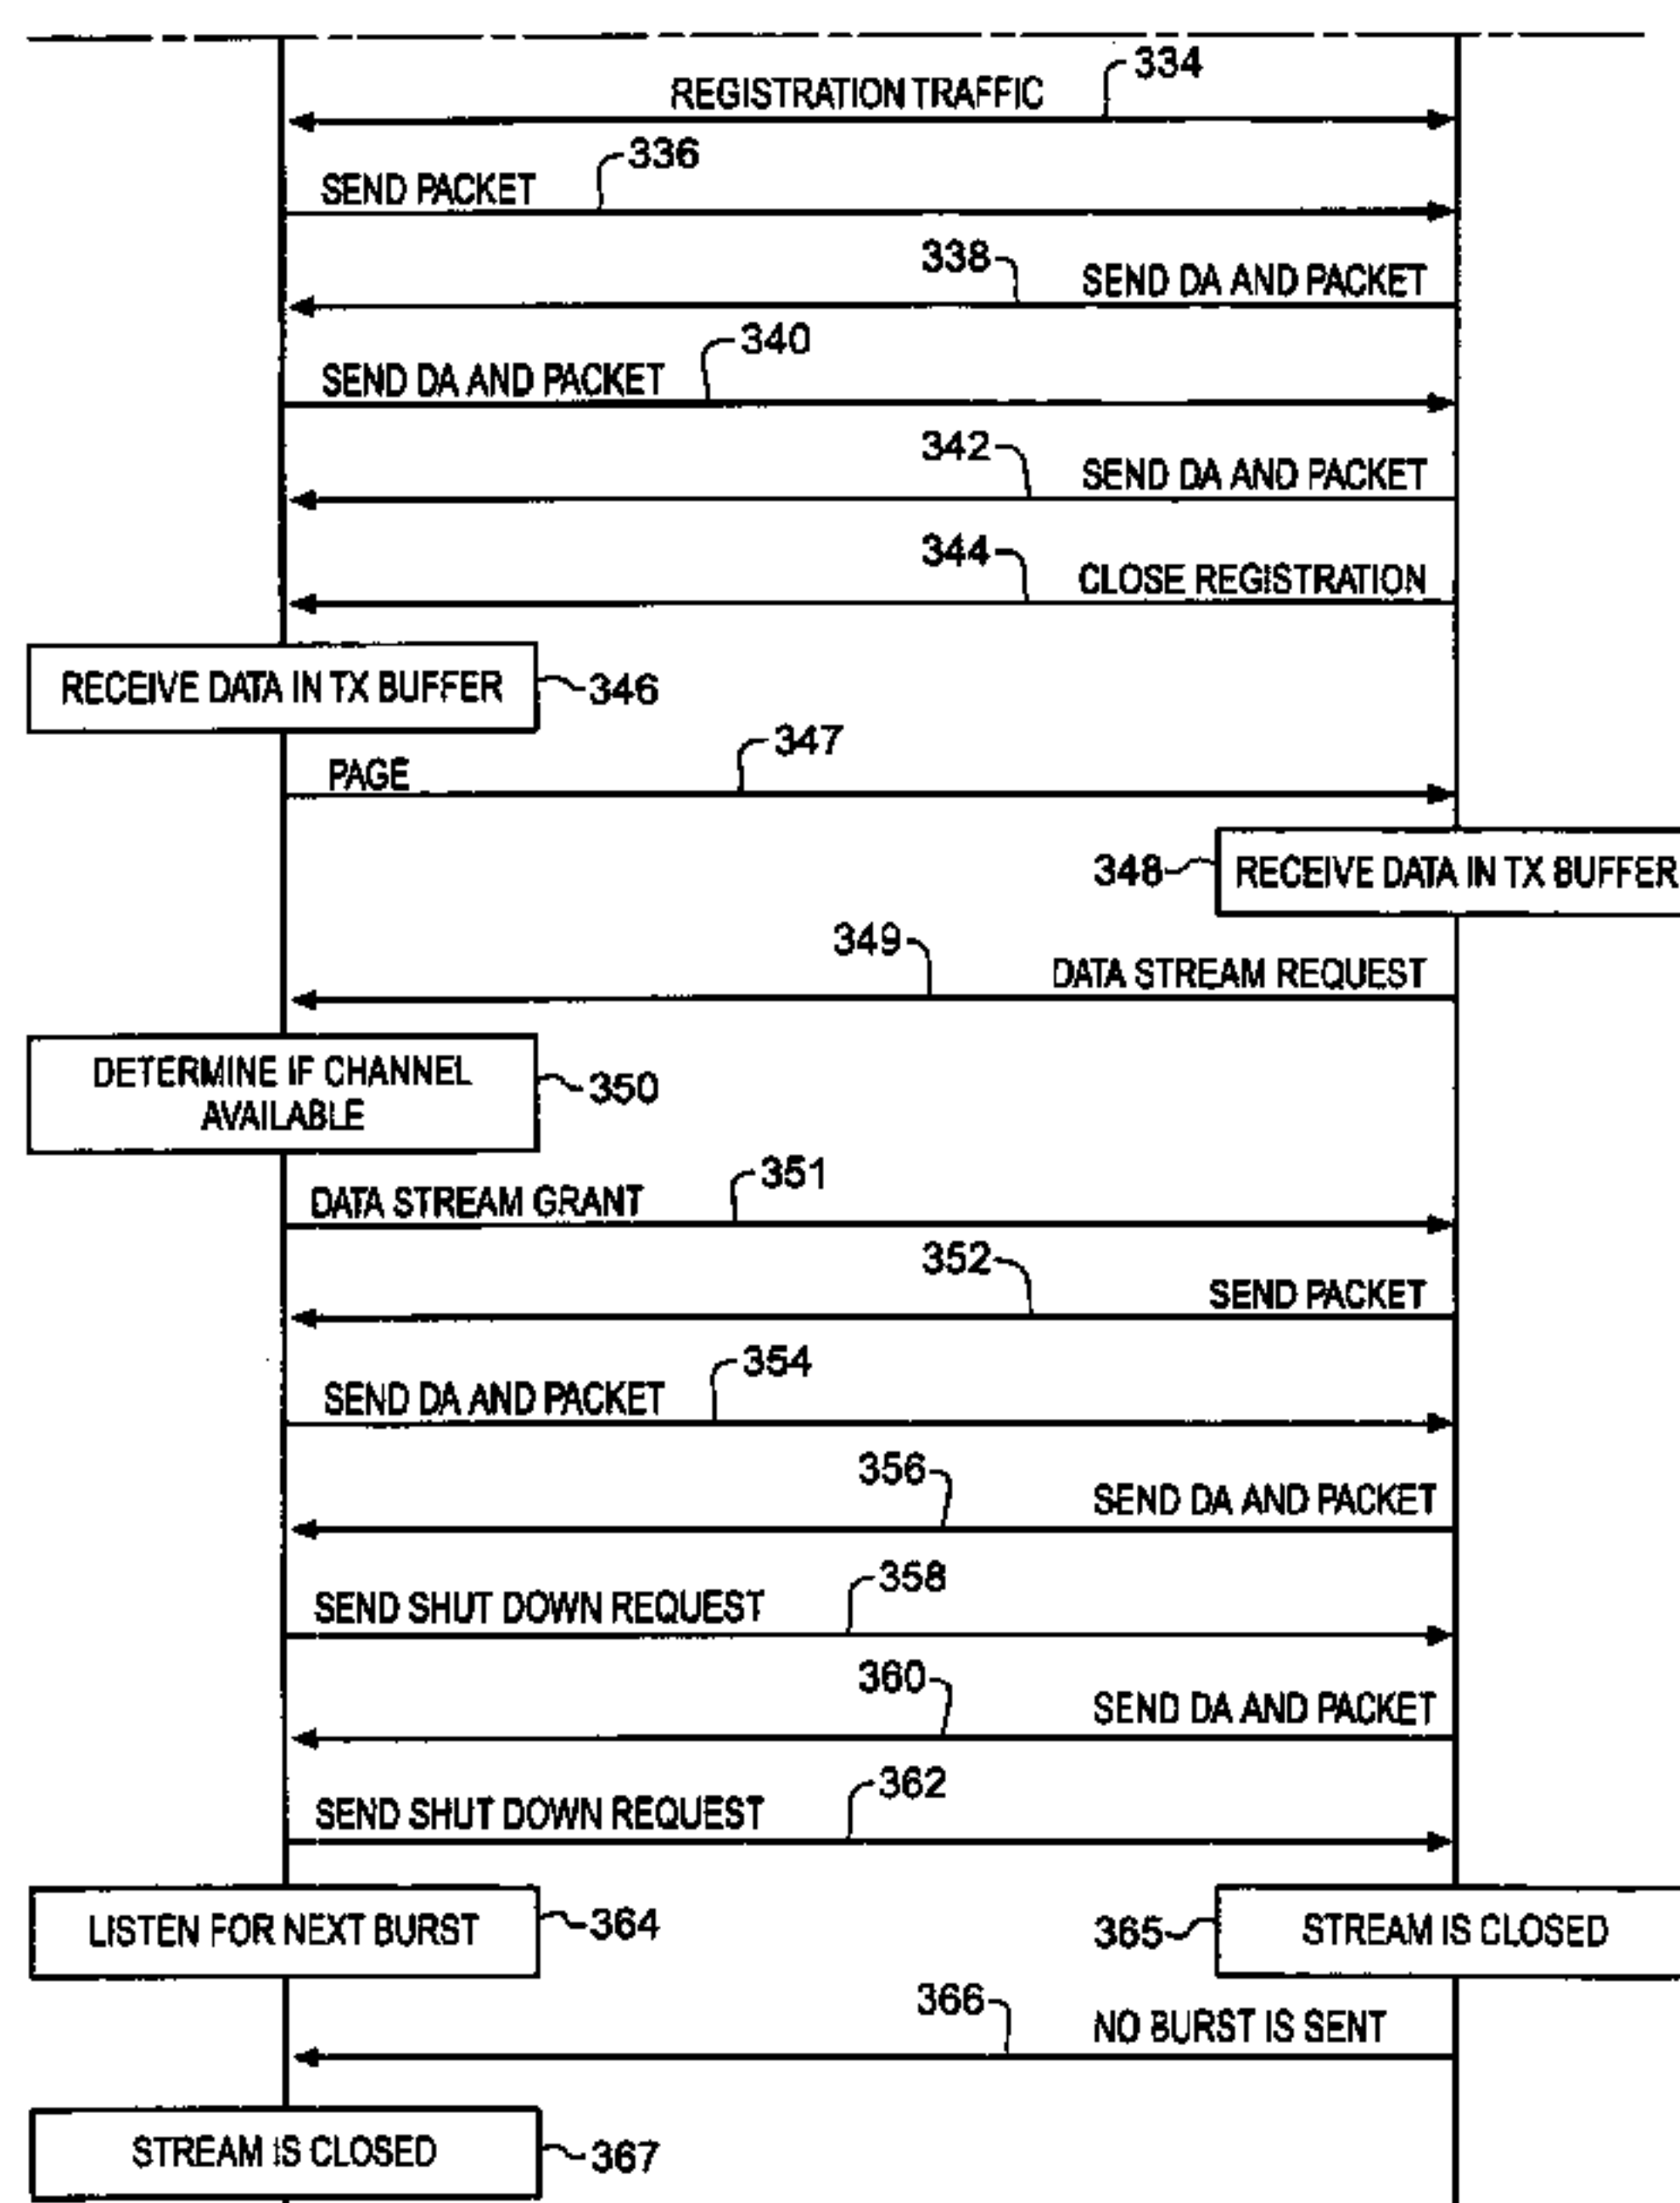 334
REGISTRATION TRAFFIC
336
SEND PACKET
338
SEND DA AND PACKET
340
SEND DA AND PACKET
342
SEND DA AND PACKET
344
CLOSE REGISTRATION
RECEIVE DATA IN TX BUFFER
346
347
PAGE
348
RECEIVE DATA IN TX BUFFER
349
DATA STREAM REQUEST
DETERMINE IF CHANNEL
AVAILABLE
350
351
DATA STREAM GRANT
352
SEND PACKET
354
SEND DA AND PACKET
356
SEND DA AND PACKET
358
SEND SHUT DOWN REQUEST
360
SEND DA AND PACKET
362
SEND SHUT DOWN REQUEST
LISTEN FOR NEXT BURST
364
365
STREAM IS CLOSED
366
NO BURST IS SENT
STREAM IS CLOSED
367